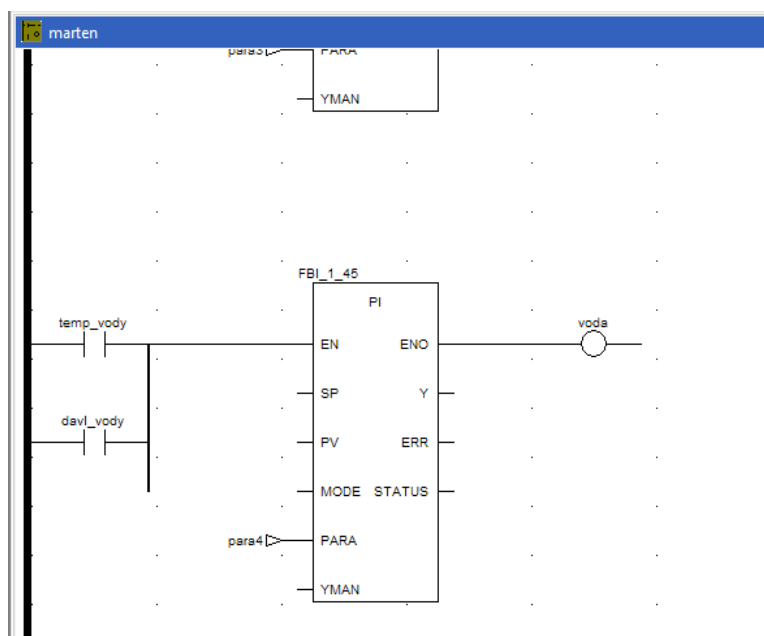 marten
para3 PARA
YMAN
FBI_1_45
PI
temp_vody
voda
EN ENO
SP Y
davl_vody
PV ERR
MODE STATUS
para4 PARA
YMAN